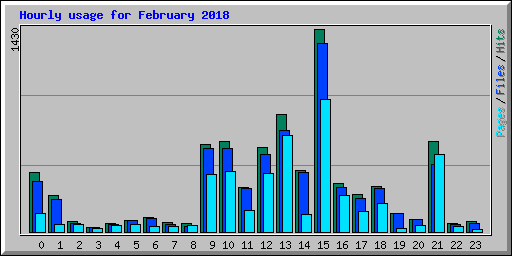 Hourly usage for February 2018
1430
Pages/Files/Hits
0 1 2 3 4 5 6 7 8 9 10 11 12 13 14 15 16 17 18 19 20 21 22 23